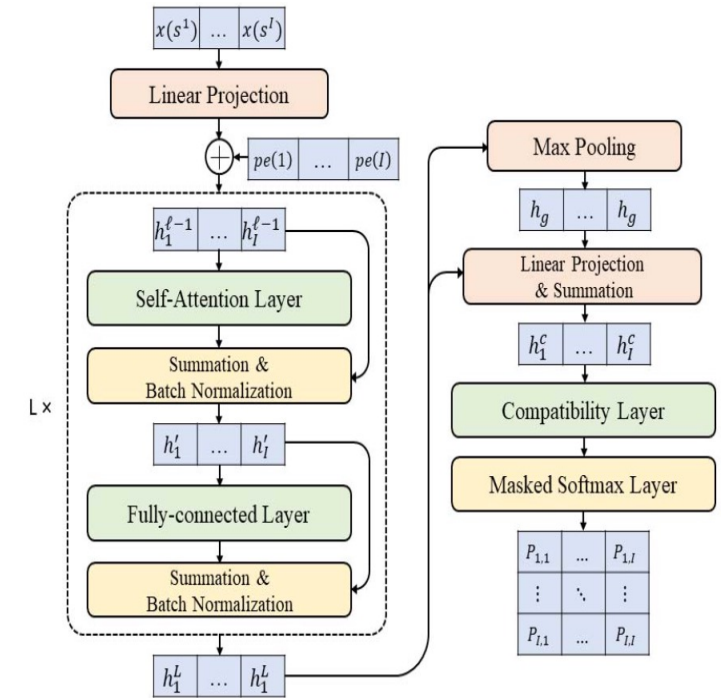 x(s¹) … x(sᴵ)
Linear Projection
+ pe(1) … pe(I)
h₁^{ℓ−1} … h_I^{ℓ−1}
Self-Attention Layer
Summation &
Batch Normalization
L ×
h′₁ … h′_I
Fully-connected Layer
Summation &
Batch Normalization
h₁^L … h₁^L
Max Pooling
h_g … h_g
Linear Projection
& Summation
h₁^c … h_I^c
Compatibility Layer
Masked Softmax Layer
P_{1,1} … P_{1,I}
⋮ ⋱ ⋮
P_{I,1} … P_{I,I}